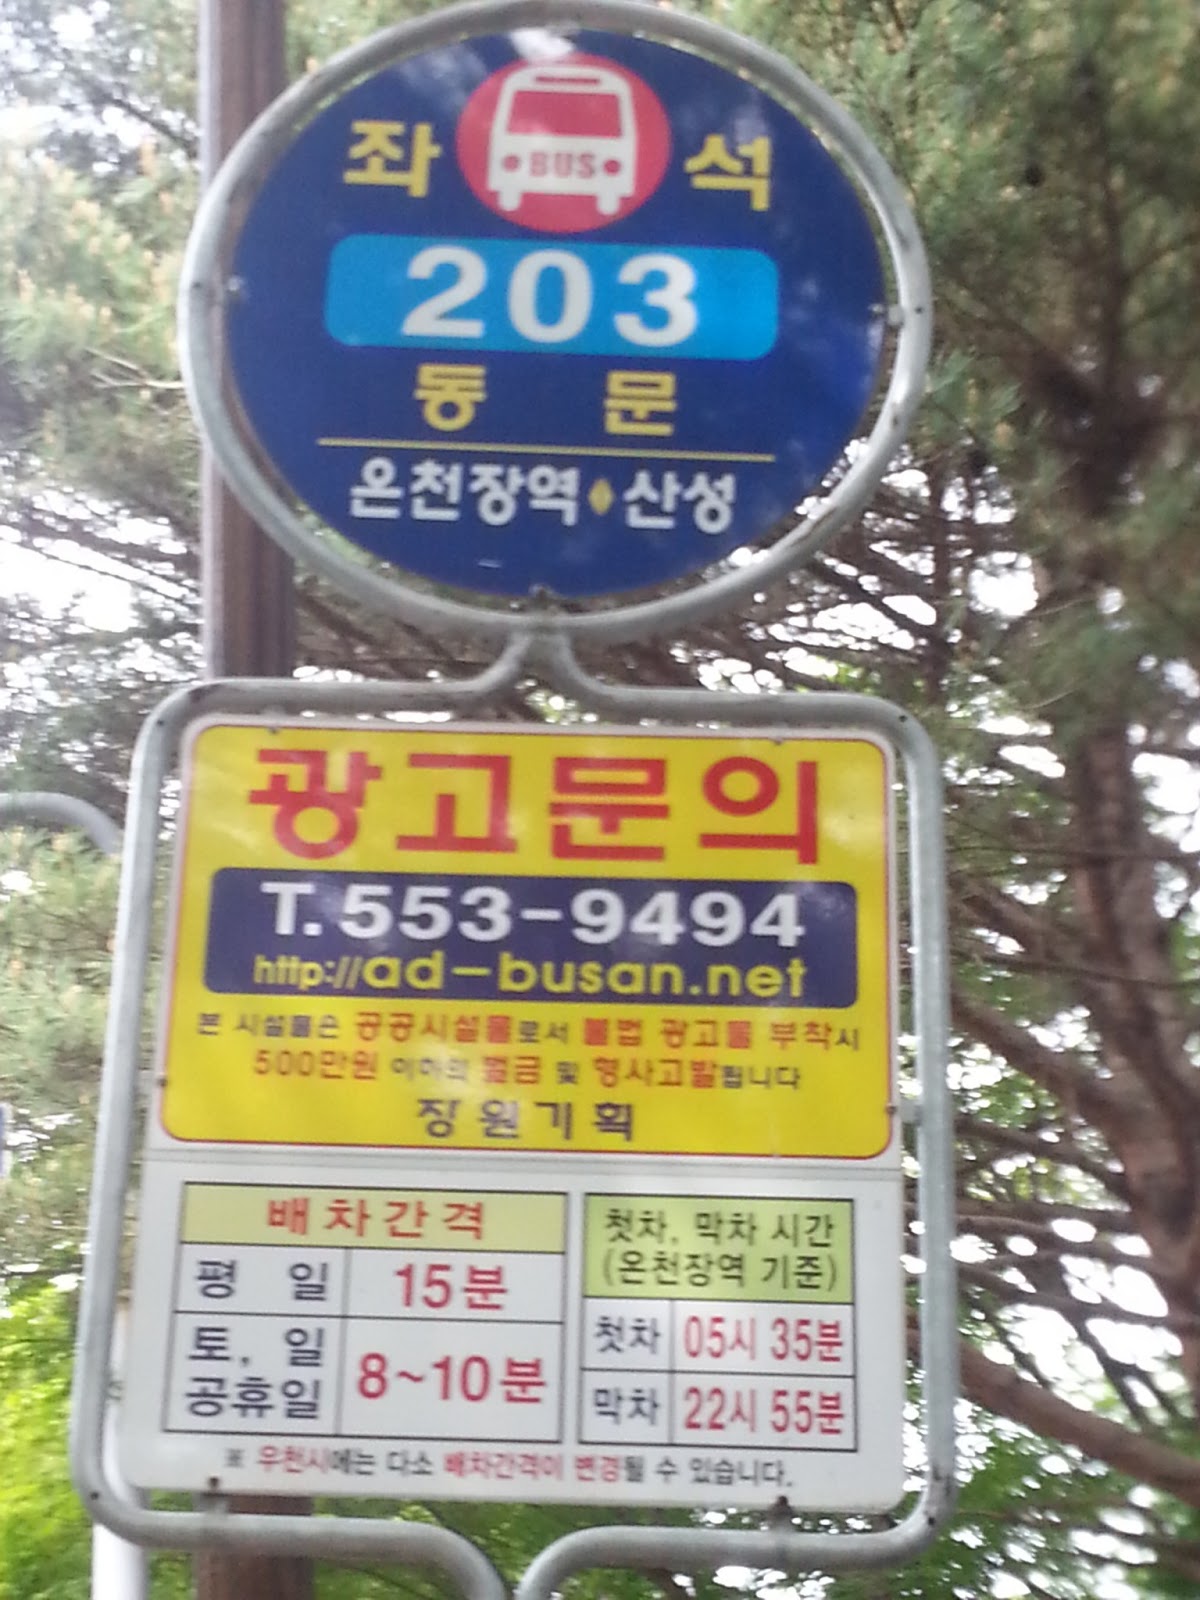 좌 BUS 석
203
동 문
온천장역 산성
광고문의
T.553-9494
http://ad-busan.net
본 시설물은 공공시설물로서 불법 광고물 부착시
500만원 이하의 벌금 및 형사고발됩니다
장원기획
배차간격
평 일 15분
토, 일 공휴일 8~10분
첫차, 막차 시간
(온천장역 기준)
첫차 05시 35분
막차 22시 55분
※ 우천시에는 다소 배차간격이 변경될 수 있습니다.